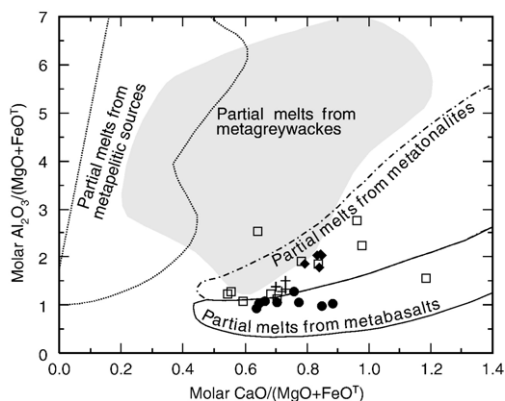 7
6
5
4
3
2
1
0
Molar Al₂O₃/(MgO+FeOᵀ)
Partial melts from
metapelitic sources
Partial melts from
metagreywackes
Partial melts from metatonalites
Partial melts from metabasalts
0.0 0.2 0.4 0.6 0.8 1.0 1.2 1.4
Molar CaO/(MgO+FeOᵀ)